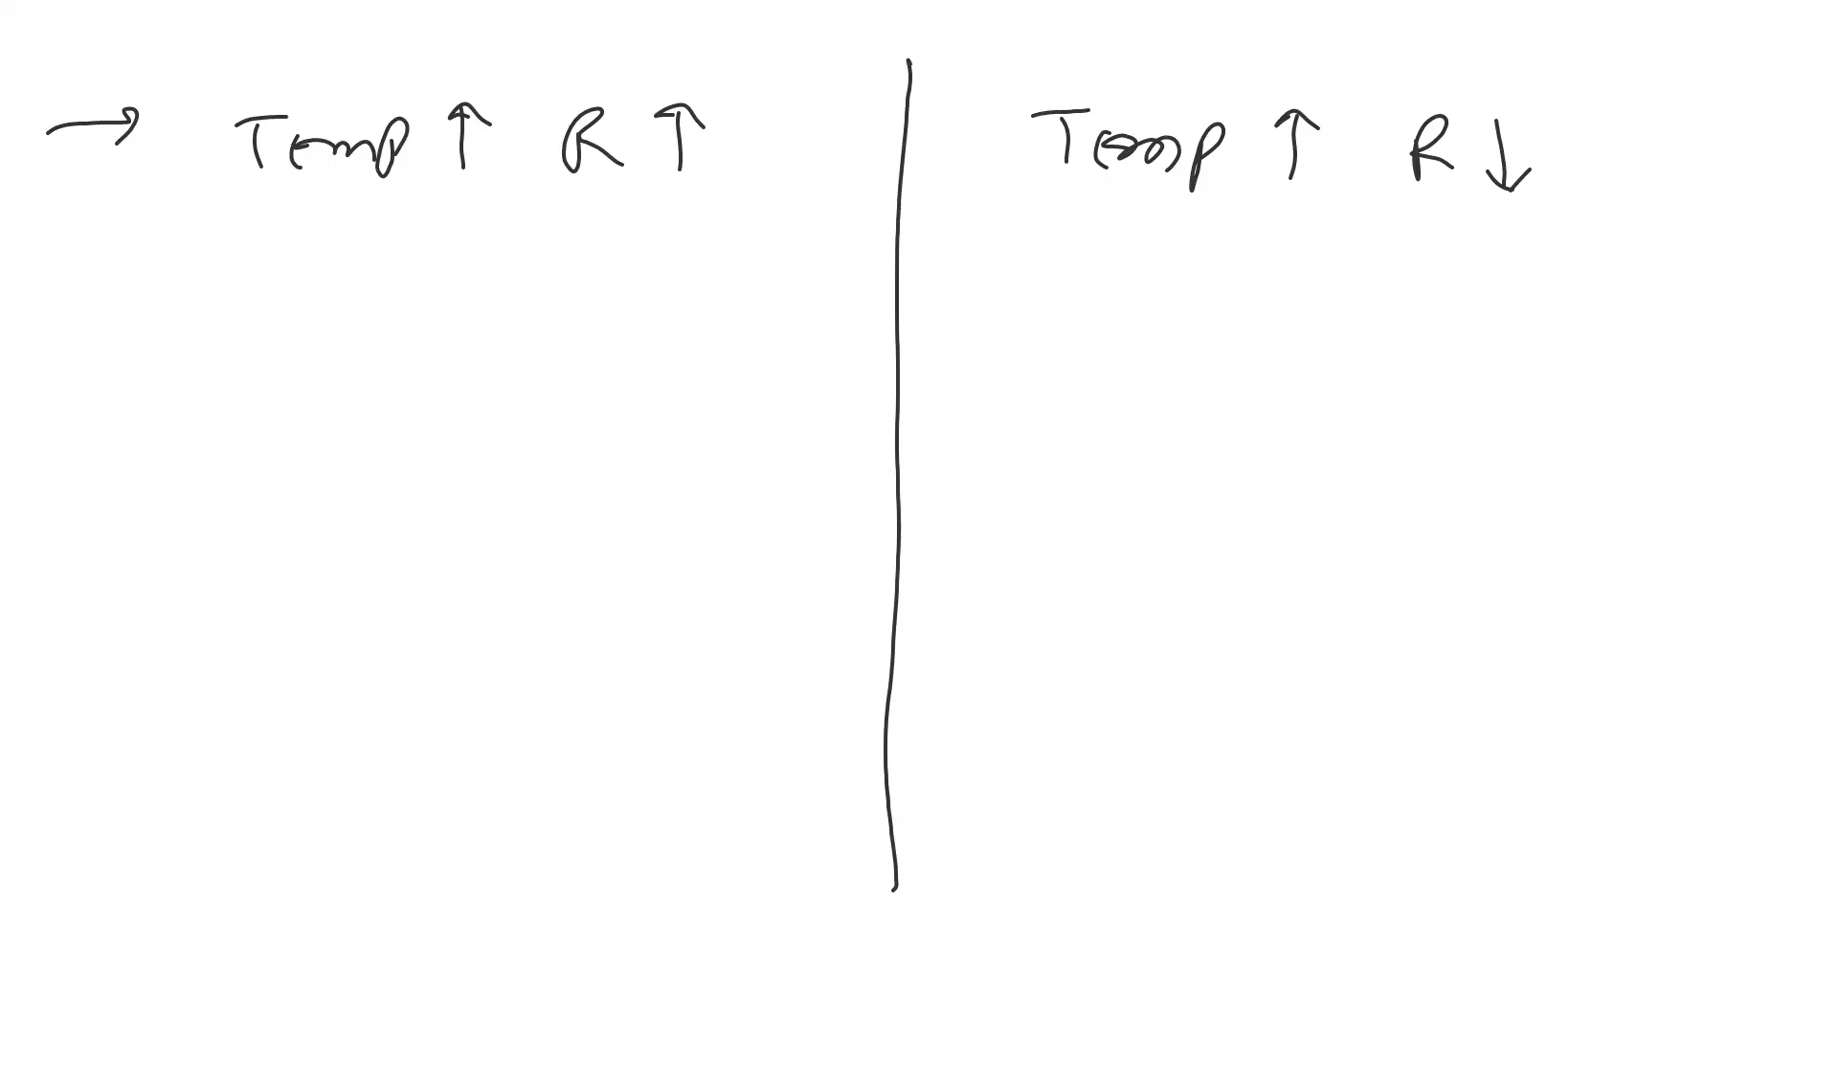 → Temp ↑ R ↑
Temp ↑ R ↓